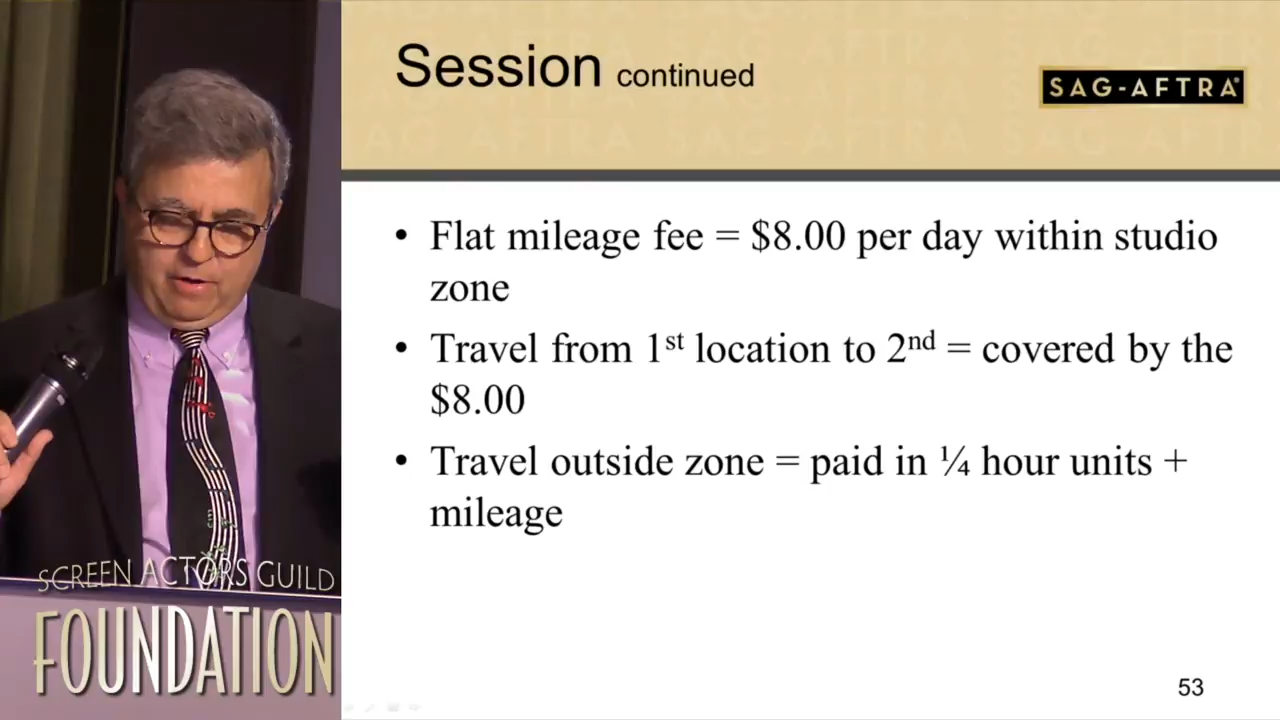 Session continued
SAG-AFTRA®
• Flat mileage fee = $8.00 per day within studio
zone
• Travel from 1st location to 2nd = covered by the
$8.00
• Travel outside zone = paid in ¼ hour units +
mileage
SCREEN ACTORS GUILD
FOUNDATION
53